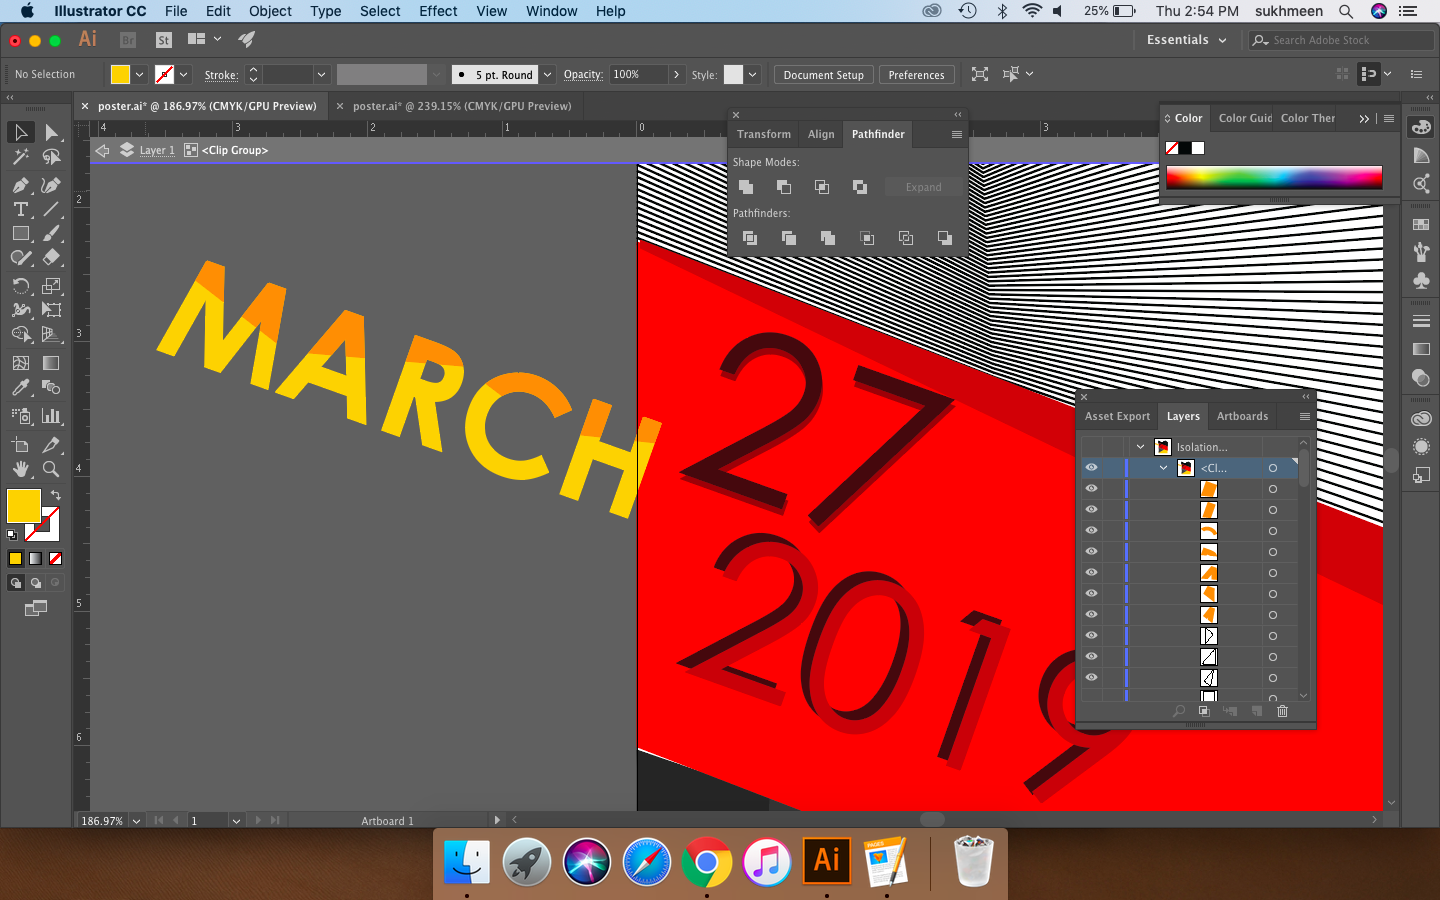 Illustrator CC File Edit Object Type Select Effect View Window Help 25% Thu 2:54 PM sukhmeen
Ai Br St Essentials Search Adobe Stock
No Selection Stroke: 5 pt. Round Opacity: 100% Style: Document Setup Preferences
poster.ai* @ 186.97% (CMYK/GPU Preview) poster.ai* @ 239.15% (CMYK/GPU Preview)
4 3 2 1 0 3
Layer 1 <Clip Group>
Transform Align Pathfinder
Shape Modes:
Expand
Pathfinders:
Color Color Guid Color Ther
2
3
4
5
6
MARCH
27
2019
Asset Export Layers Artboards
Isolation...
<Cl...
186.97% 1 Artboard 1
Ai
PAGES